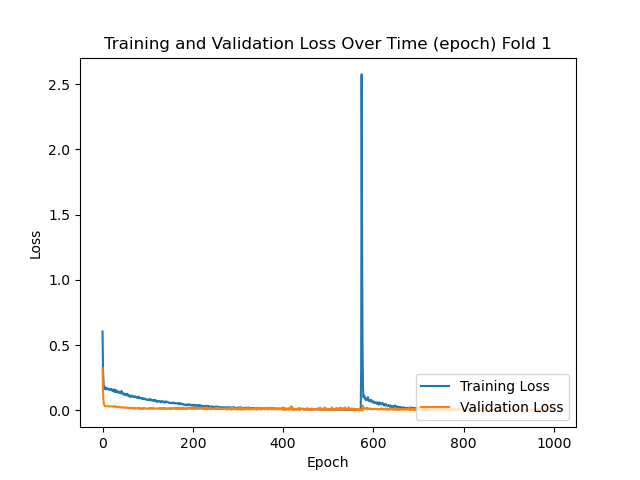 Training and Validation Loss Over Time (epoch) Fold 1
2.5
2.0
1.5
1.0
0.5
0.0
Loss
Training Loss
Validation Loss
0 200 400 600 800 1000
Epoch